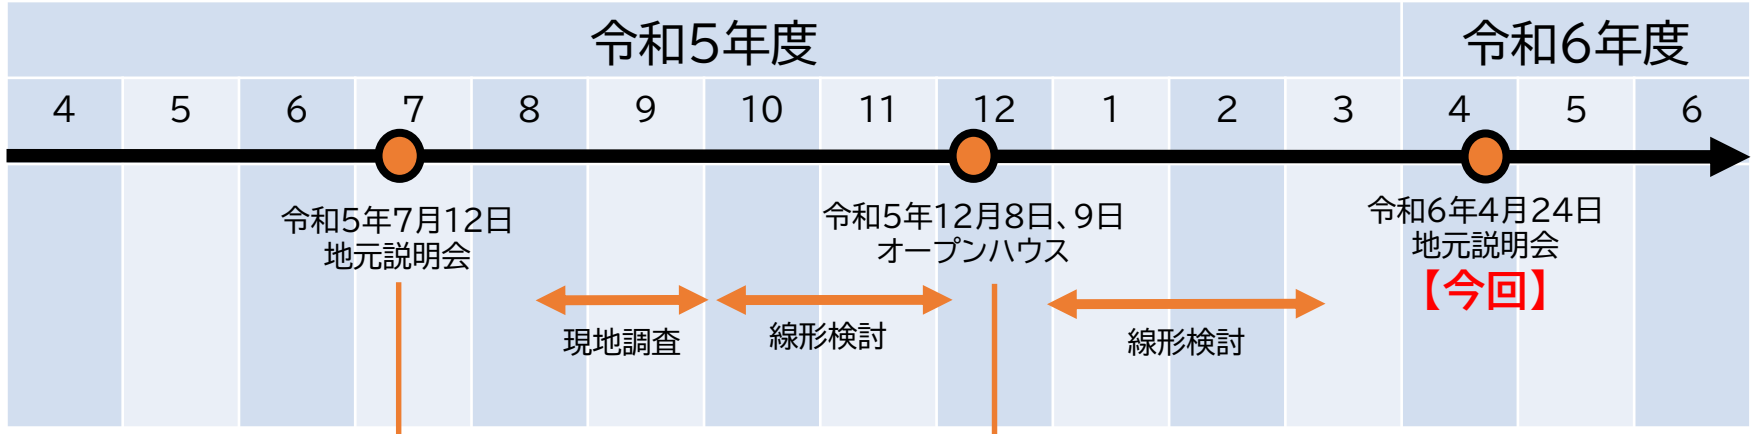 令和5年度 令和6年度
4 5 6 7 8 9 10 11 12 1 2 3 4 5 6
令和5年7月12日
地元説明会
令和5年12月8日、9日
オープンハウス
令和6年4月24日
地元説明会
【今回】
現地調査
線形検討
線形検討